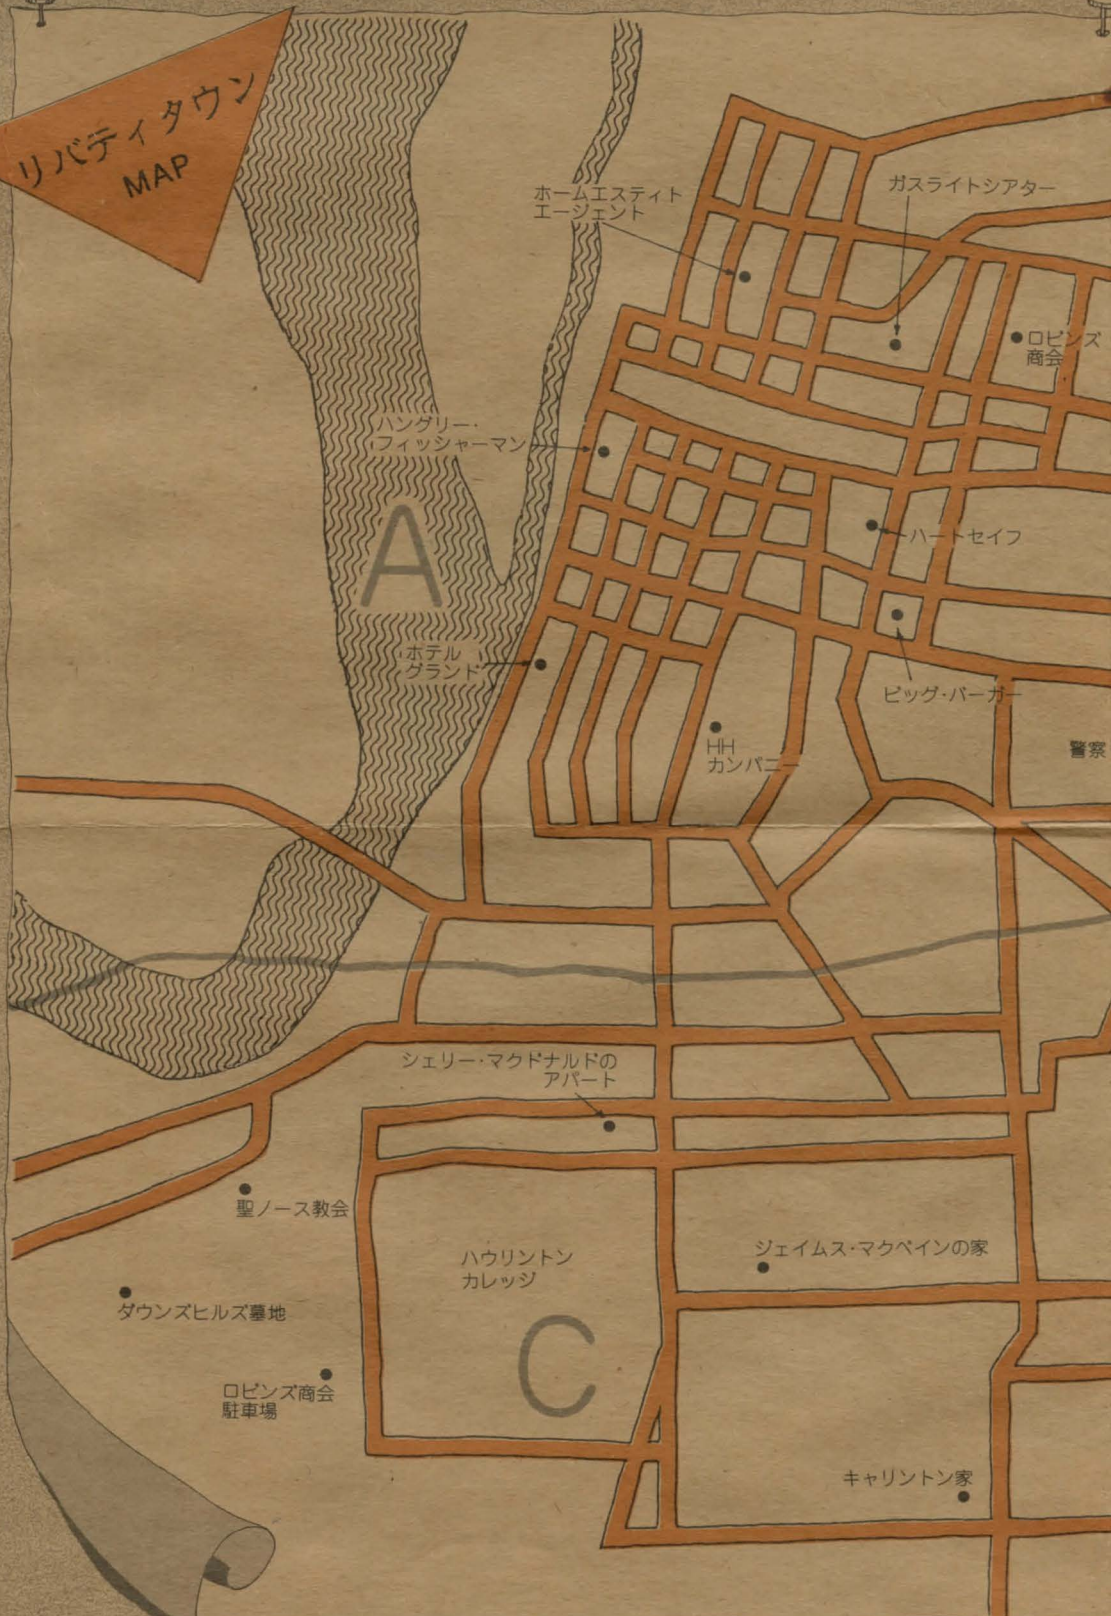 リバティタウン
MAP
ホームエスティト
エージェント
ガスライトシアター
ロビンズ
商会
ハングリー・
フィッシャーマン
A
ハートセイフ
ホテル
グランド
ビッグ・バーガー
HH
カンパニー
警察
シェリー・マクドナルドの
アパート
聖ノース教会
ハウリントン
カレッジ
ジェイムス・マクベインの家
ダウンズヒルズ墓地
C
ロビンズ商会
駐車場
キャリントン家